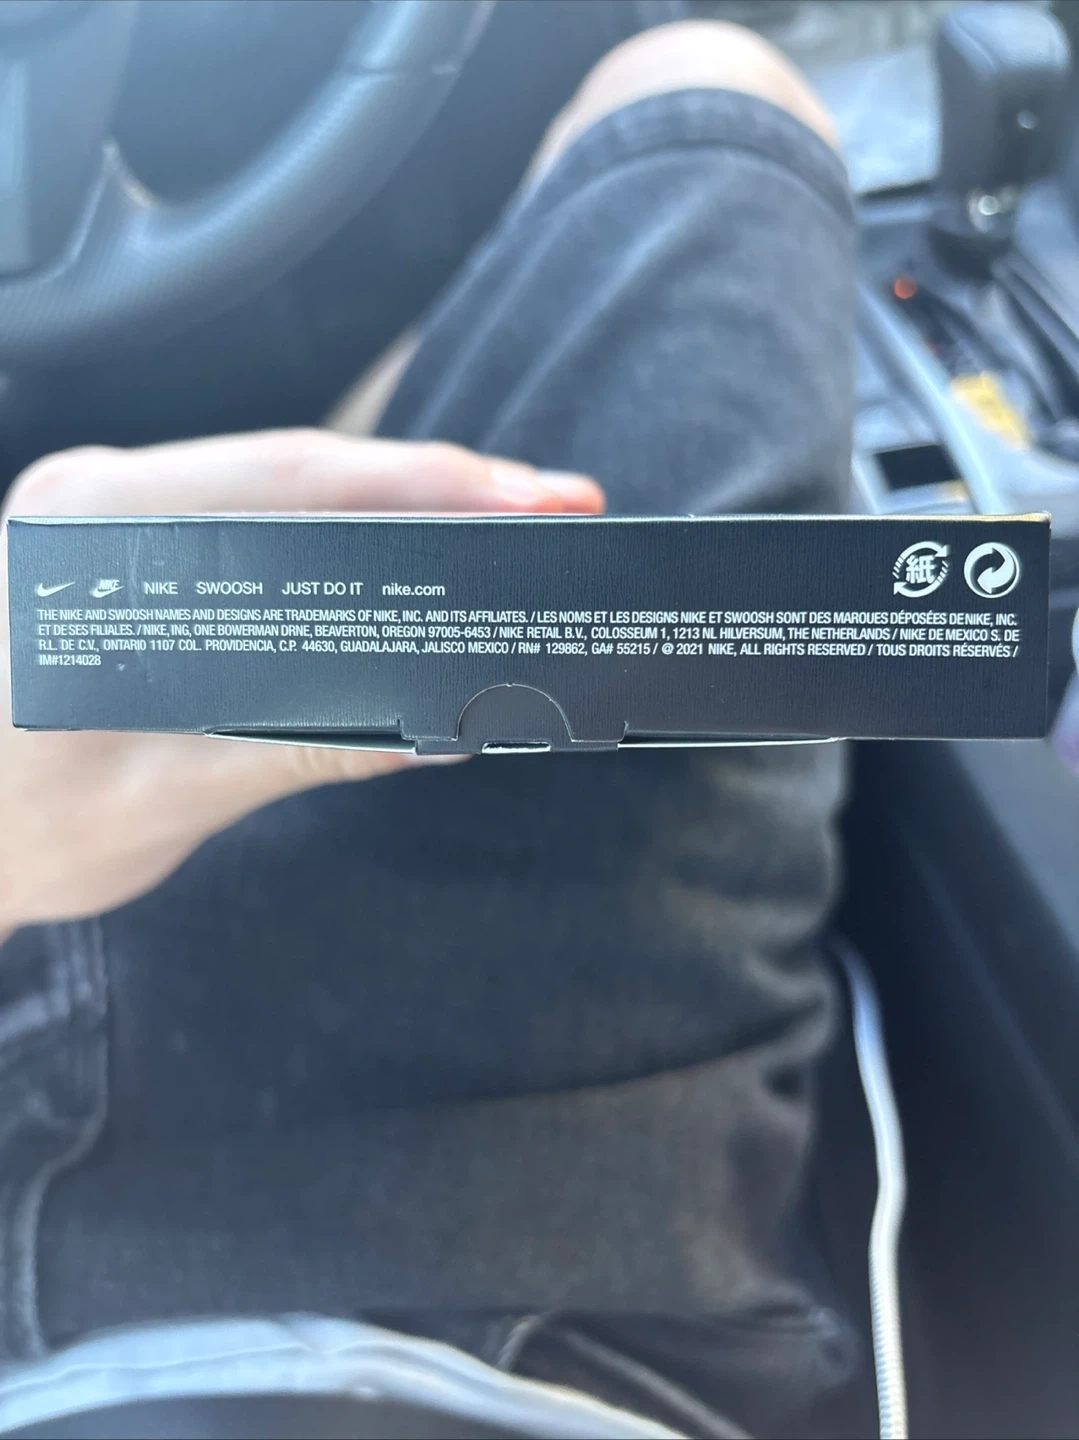 NIKE NIKE SWOOSH JUST DO IT nike.com
紙
THE NIKE AND SWOOSH NAMES AND DESIGNS ARE TRADEMARKS OF NIKE, INC. AND ITS AFFILIATES. / LES NOMS ET LES DESIGNS NIKE ET SWOOSH SONT DES MARQUES DÉPOSÉES DE NIKE, INC.
ET DE SES FILIALES. / NIKE, ING, ONE BOWERMAN DRNE, BEAVERTON, OREGON 97005-6453 / NIKE RETAIL B.V., COLOSSEUM 1, 1213 NL HILVERSUM, THE NETHERLANDS / NIKE DE MEXICO S. DE
R.L. DE C.V., ONTARIO 1107 COL. PROVIDENCIA, C.P. 44630, GUADALAJARA, JALISCO MEXICO / RN# 129862, GA# 55215 / @ 2021 NIKE, ALL RIGHTS RESERVED / TOUS DROITS RÉSERVÉS /
IM#1214028